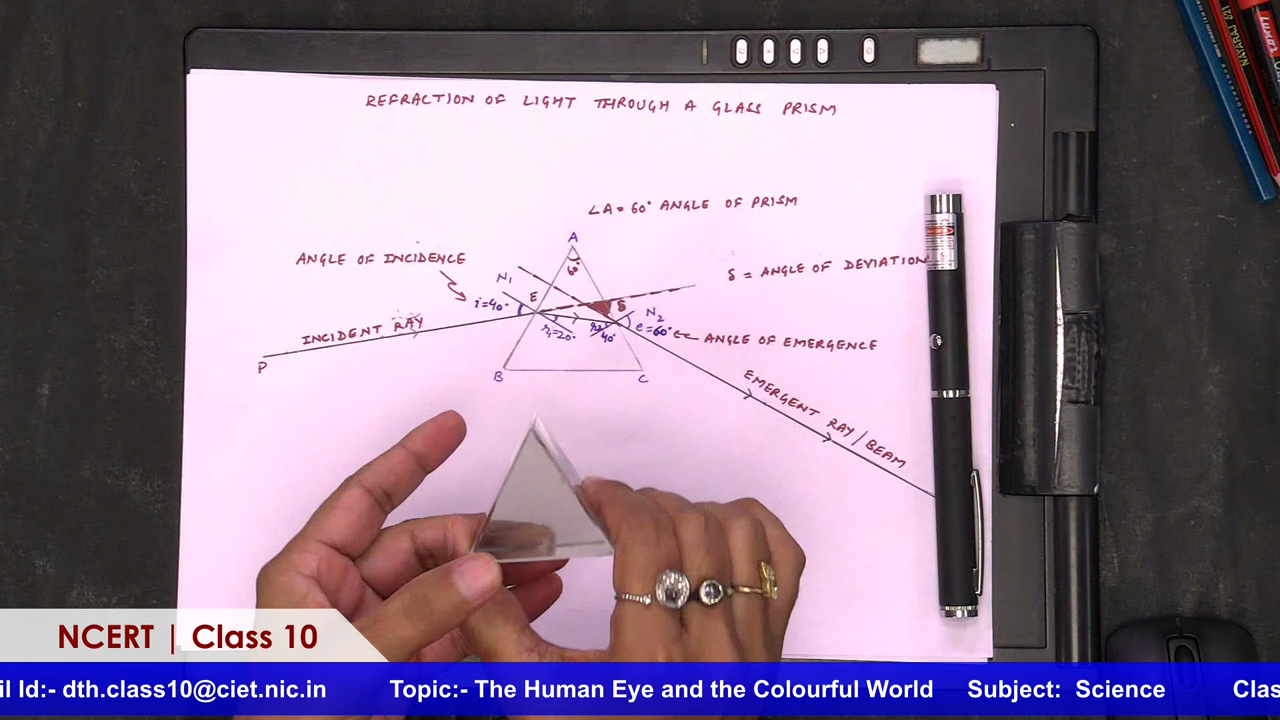 REFRACTION OF LIGHT THROUGH A GLASS PRISM
∠A = 60° ANGLE OF PRISM
A
60°
ANGLE OF INCIDENCE
δ = ANGLE OF DEVIATION
N1
E
δ
i=40°
N2
INCIDENT RAY
r1=20°
r2
40°
e=60°
ANGLE OF EMERGENCE
P
B
C
EMERGENT RAY/BEAM
NATARAJ 621
NCERT | Class 10
il Id:- dth.class10@ciet.nic.in Topic:- The Human Eye and the Colourful World Subject: Science Clas